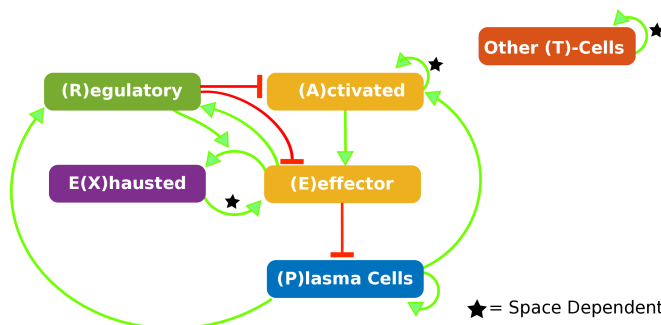 Other (T)-Cells
(R)egulatory
(A)ctivated
E(X)hausted
(E)effector
(P)lasma Cells
= Space Dependent